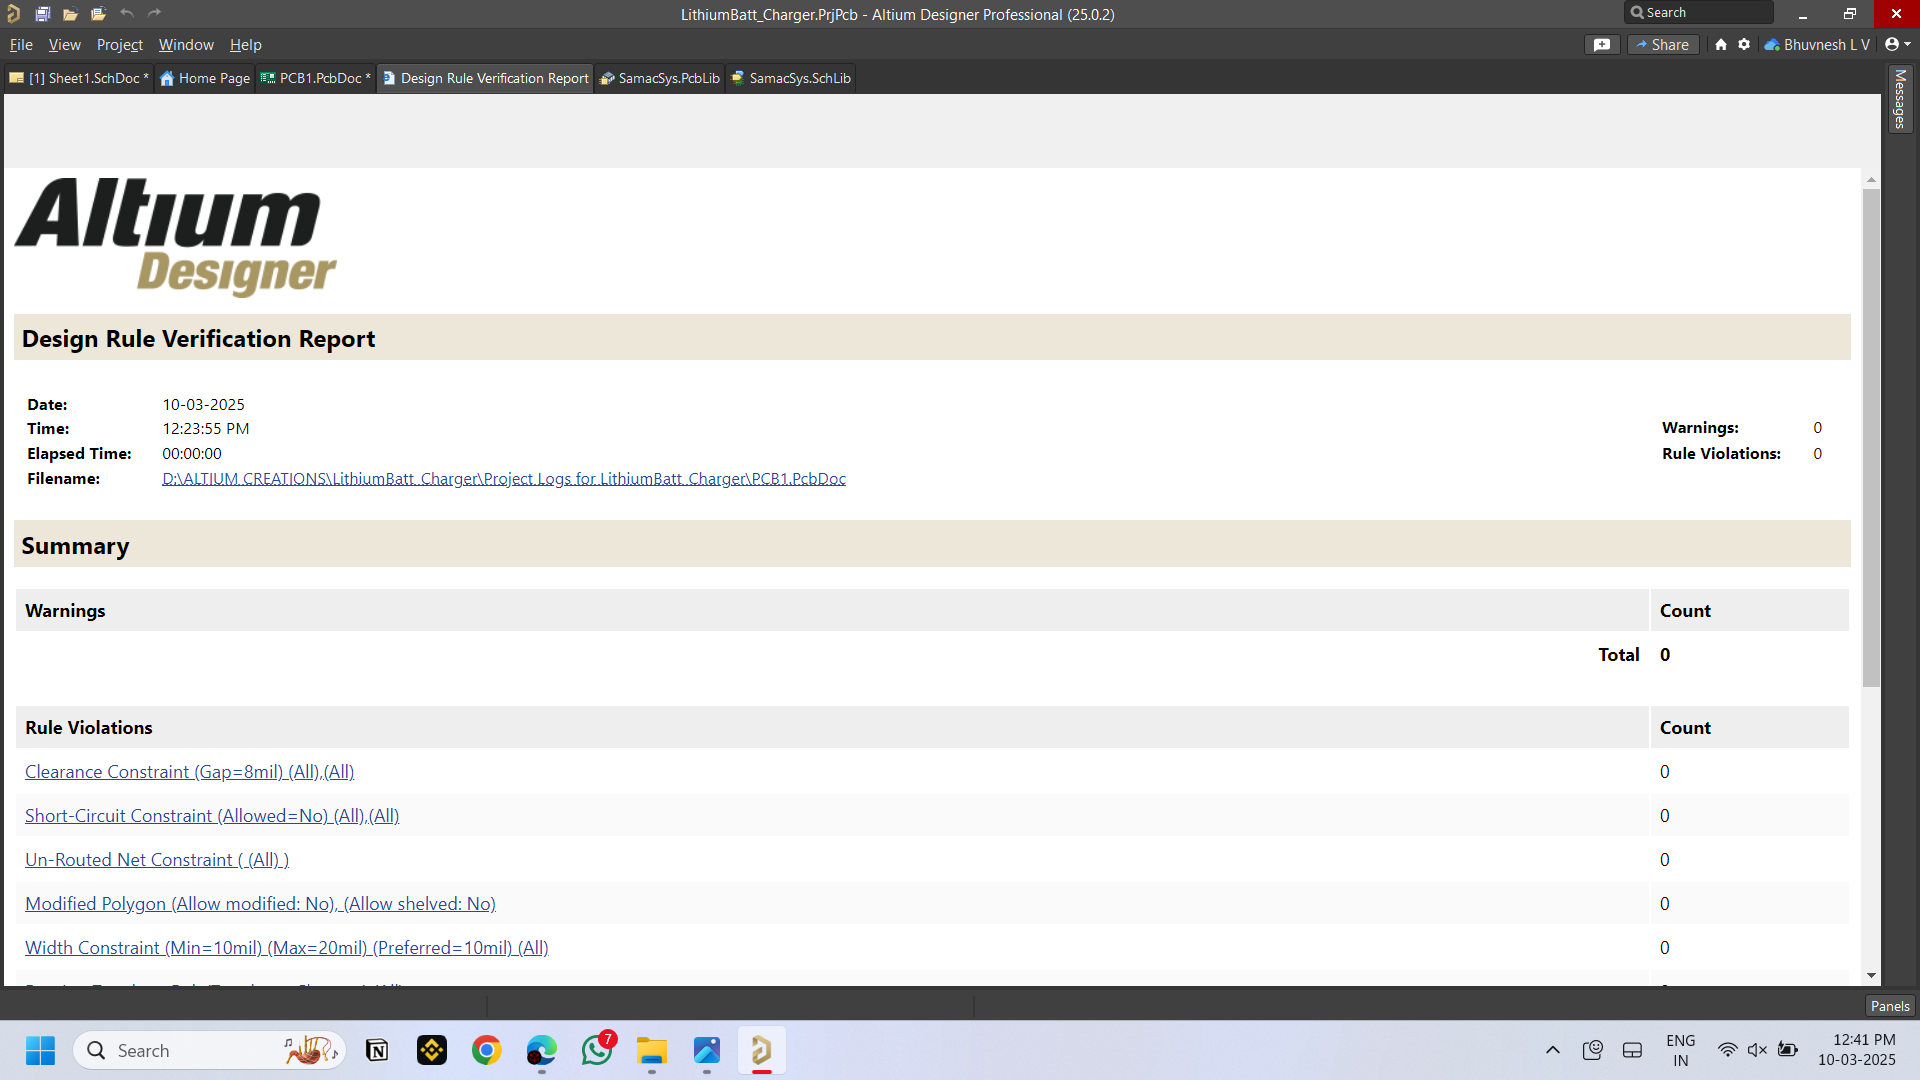 LithiumBatt_Charger.PrjPcb - Altium Designer Professional (25.0.2)
Search
File View Project Window Help
Share
Bhuvnesh L V
[1] Sheet1.SchDoc *
Home Page
PCB1.PcbDoc *
Design Rule Verification Report
SamacSys.PcbLib
SamacSys.SchLib
Messages
Altium
Designer
Design Rule Verification Report
Date: 10-03-2025
Time: 12:23:55 PM
Elapsed Time: 00:00:00
Filename: D:\ALTIUM CREATIONS\LithiumBatt_Charger\Project Logs for LithiumBatt_Charger\PCB1.PcbDoc
Warnings: 0
Rule Violations: 0
Summary
Warnings Count
Total 0
Rule Violations Count
Clearance Constraint (Gap=8mil) (All),(All) 0
Short-Circuit Constraint (Allowed=No) (All),(All) 0
Un-Routed Net Constraint ( (All) ) 0
Modified Polygon (Allow modified: No), (Allow shelved: No) 0
Width Constraint (Min=10mil) (Max=20mil) (Preferred=10mil) (All) 0
Panels
Search
7
ENG
IN
12:41 PM
10-03-2025